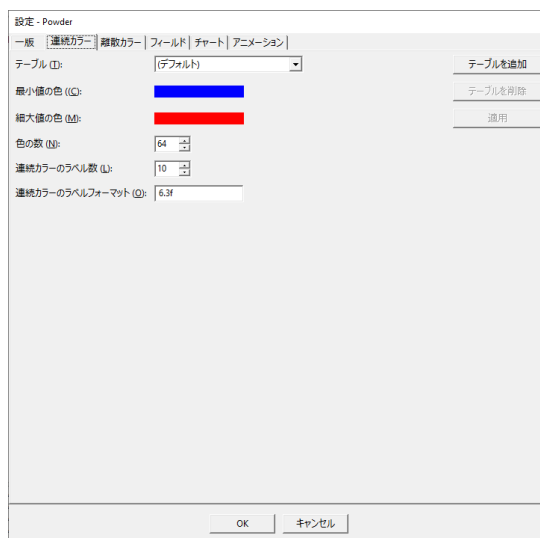 設定 - Powder
一版 連続カラー 離散カラー フィールド チャート アニメーション
テーブル (T): (デフォルト) テーブルを追加
最小値の色 ((C): テーブルを削除
細大値の色 (M): 適用
色の数 (N): 64
連続カラーのラベル数 (L): 10
連続カラーのラベルフォーマット (O): 6.3f
OK キャンセル